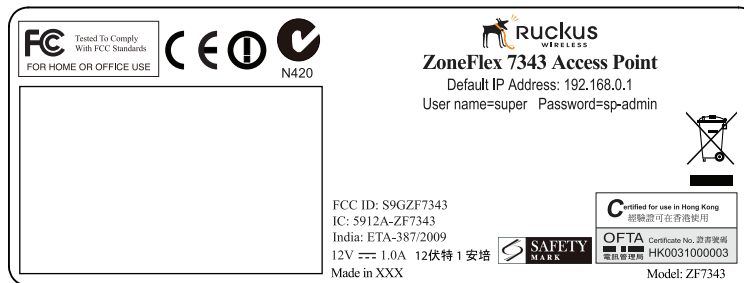 FC Tested To Comply
With FCC Standards
FOR HOME OR OFFICE USE
CE
N420
RUCKUS
WIRELESS
ZoneFlex 7343 Access Point
Default IP Address: 192.168.0.1
User name=super Password=sp-admin
FCC ID: S9GZF7343
IC: 5912A-ZF7343
India: ETA-387/2009
12V 1.0A 12伏特 1 安培
Made in XXX
SAFETY
MARK
Certified for use in Hong Kong
經驗證可在香港使用
OFTA
電訊管理局
Certificate No. 證書號碼
HK0031000003
Model: ZF7343